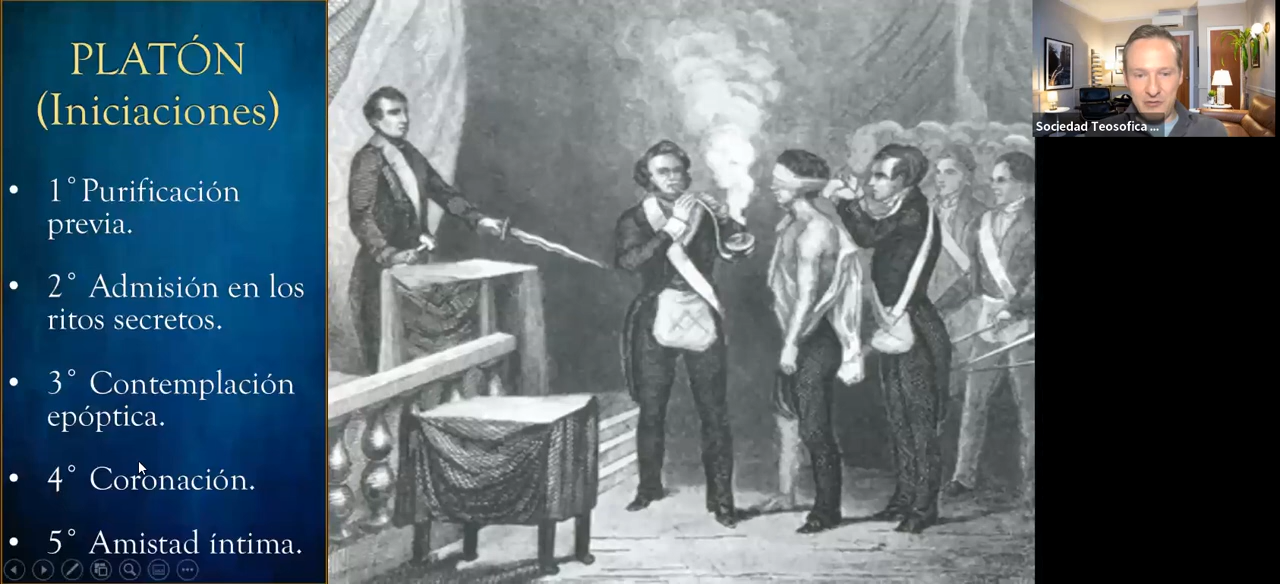 PLATÓN
(Iniciaciones)
• 1° Purificación
previa.
• 2° Admisión en los
ritos secretos.
• 3° Contemplación
epóptica.
• 4° Coronación.
• 5° Amistad íntima.
Sociedad Teosofica ...